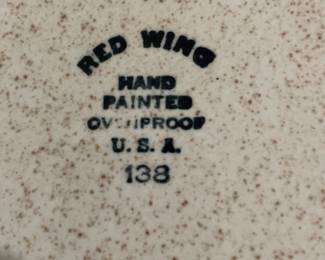 RED WING
HAND
PAINTED
OVENPROOF
U. S. A.
138